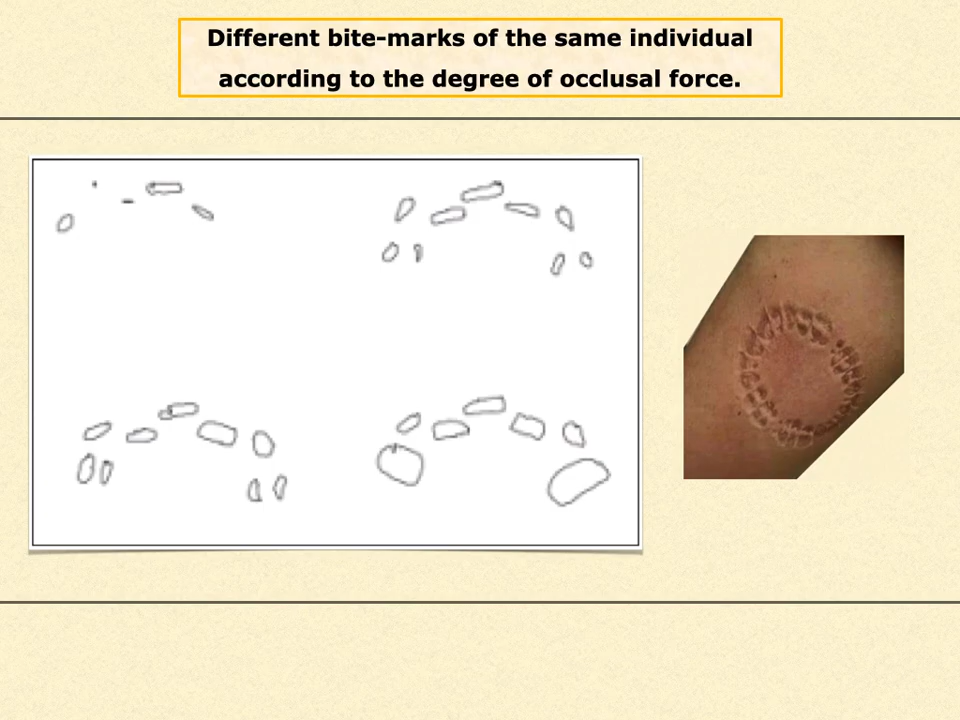 Different bite-marks of the same individual
according to the degree of occlusal force.